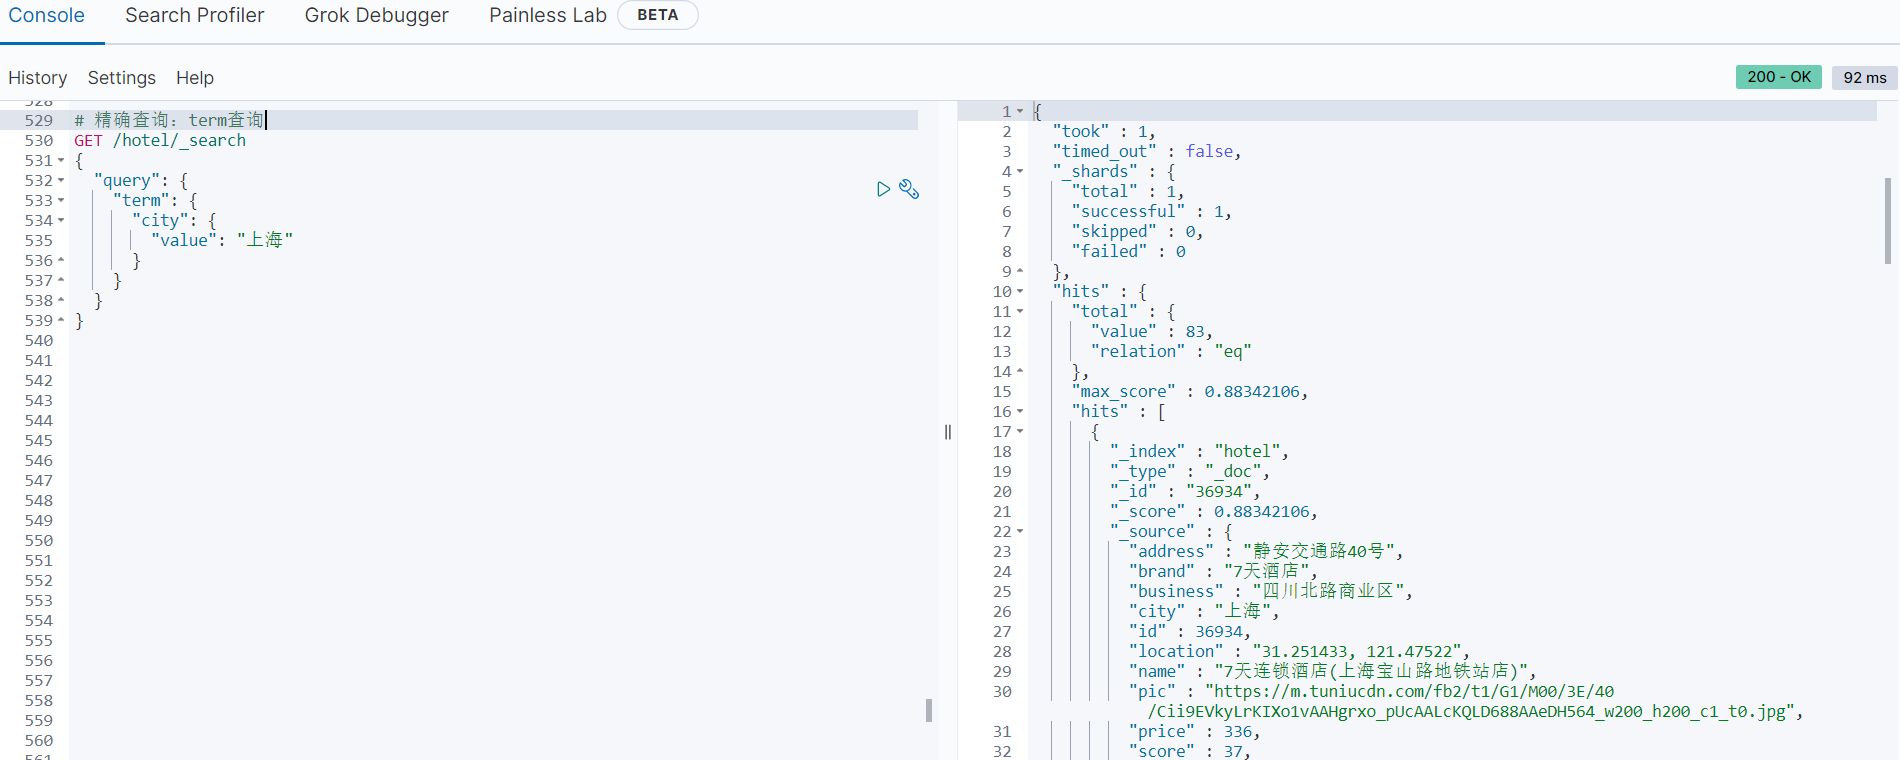 Console Search Profiler Grok Debugger Painless Lab BETA
History Settings Help 200 - OK 92 ms
528
529 # 精确查询: term查询
530 GET /hotel/_search
531 {
532 "query": {
533 "term": {
534 "city": {
535 "value": "上海"
536 }
537 }
538 }
539 }
540
541
542
543
544
545
546
547
548
549
550
551
552
553
554
555
556
557
558
559
560
561
1 {
2 "took" : 1,
3 "timed_out" : false,
4 "_shards" : {
5 "total" : 1,
6 "successful" : 1,
7 "skipped" : 0,
8 "failed" : 0
9 },
10 "hits" : {
11 "total" : {
12 "value" : 83,
13 "relation" : "eq"
14 },
15 "max_score" : 0.88342106,
16 "hits" : [
17 {
18 "_index" : "hotel",
19 "_type" : "_doc",
20 "_id" : "36934",
21 "_score" : 0.88342106,
22 "_source" : {
23 "address" : "静安交通路40号",
24 "brand" : "7天酒店",
25 "business" : "四川北路商业区",
26 "city" : "上海",
27 "id" : 36934,
28 "location" : "31.251433, 121.47522",
29 "name" : "7天连锁酒店(上海宝山路地铁站店)",
30 "pic" : "https://m.tuniucdn.com/fb2/t1/G1/M00/3E/40
/Cii9EVkyLrKIXo1vAAHgrxo_pUcAALcKQLD688AAeDH564_w200_h200_c1_t0.jpg",
31 "price" : 336,
32 "score" : 37,